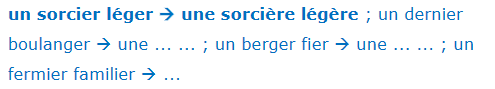 un sorcier léger → une sorcière légère ; un dernier
boulanger → une … … ; un berger fier → une … … ; un
fermier familier → …